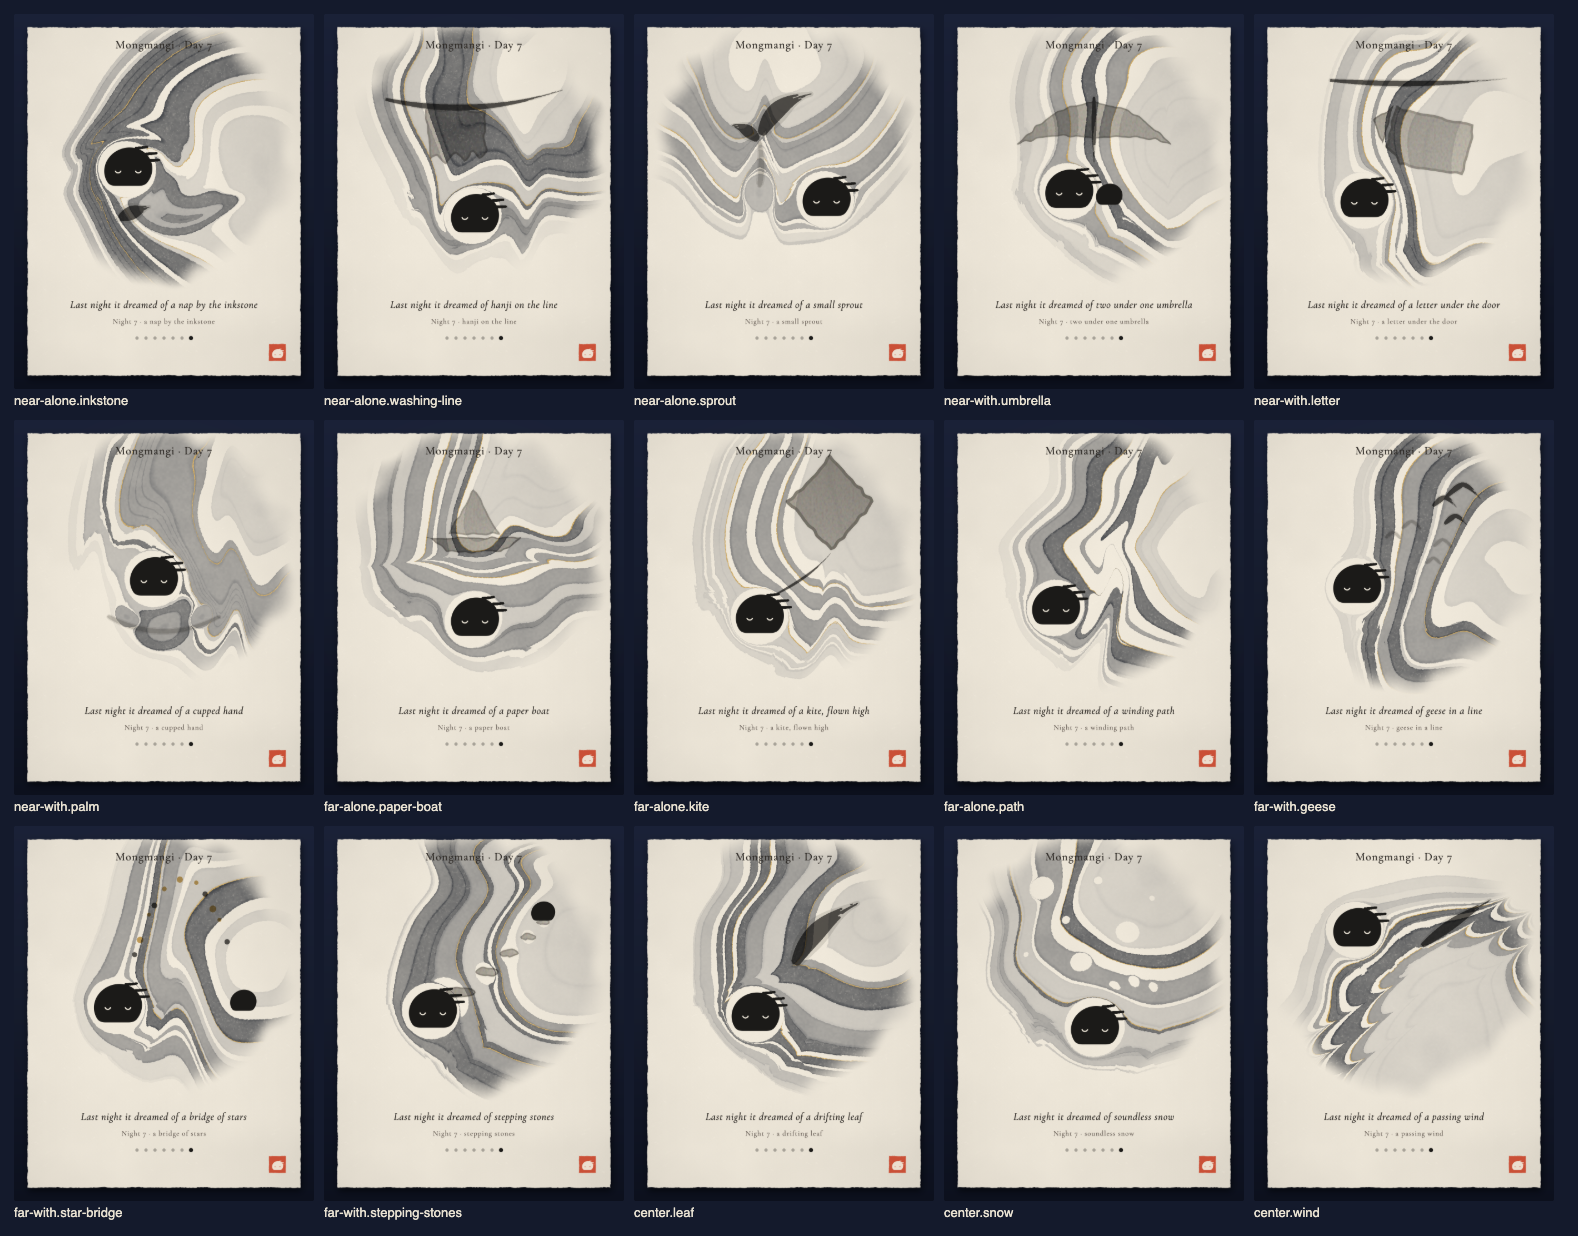 Mongmangi · Day 7
Last night it dreamed of a nap by the inkstone
Night 7 · a nap by the inkstone
near-alone.inkstone
Mongmangi · Day 7
Last night it dreamed of hanji on the line
Night 7 · hanji on the line
near-alone.washing-line
Mongmangi · Day 7
Last night it dreamed of a small sprout
Night 7 · a small sprout
near-alone.sprout
Mongmangi · Day 7
Last night it dreamed of two under one umbrella
Night 7 · two under one umbrella
near-with.umbrella
Mongmangi · Day 7
Last night it dreamed of a letter under the door
Night 7 · a letter under the door
near-with.letter
Mongmangi · Day 7
Last night it dreamed of a cupped hand
Night 7 · a cupped hand
near-with.palm
Mongmangi · Day 7
Last night it dreamed of a paper boat
Night 7 · a paper boat
far-alone.paper-boat
Mongmangi · Day 7
Last night it dreamed of a kite, flown high
Night 7 · a kite, flown high
far-alone.kite
Mongmangi · Day 7
Last night it dreamed of a winding path
Night 7 · a winding path
far-alone.path
Mongmangi · Day 7
Last night it dreamed of geese in a line
Night 7 · geese in a line
far-with.geese
Mongmangi · Day 7
Last night it dreamed of a bridge of stars
Night 7 · a bridge of stars
far-with.star-bridge
Mongmangi · Day 7
Last night it dreamed of stepping stones
Night 7 · stepping stones
far-with.stepping-stones
Mongmangi · Day 7
Last night it dreamed of a drifting leaf
Night 7 · a drifting leaf
center.leaf
Mongmangi · Day 7
Last night it dreamed of soundless snow
Night 7 · soundless snow
center.snow
Mongmangi · Day 7
Last night it dreamed of a passing wind
Night 7 · a passing wind
center.wind